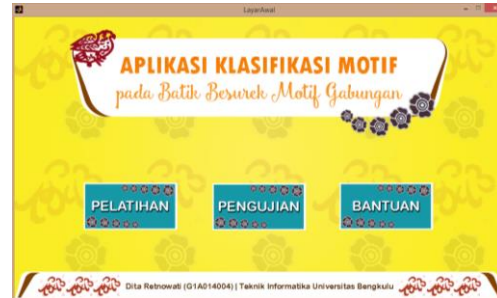 LayarAwal
APLIKASI KLASIFIKASI MOTIF
pada Batik Besurek Motif Gabungan
PELATIHAN PENGUJIAN BANTUAN
Dita Retnowati (G1A014004) | Teknik Informatika Universitas Bengkulu